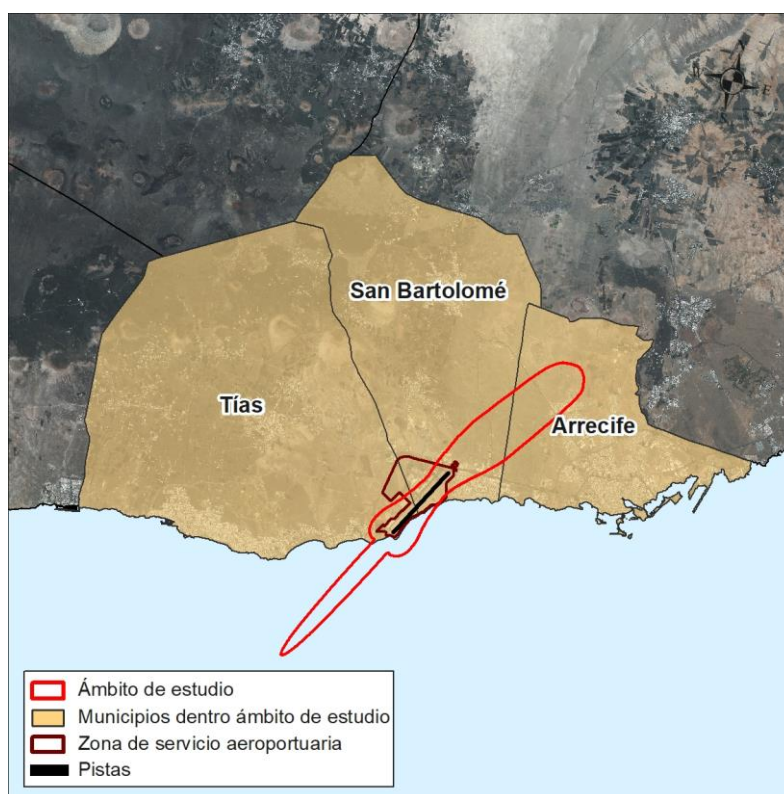 San Bartolomé
Tías
Arrecife
Ámbito de estudio
Municipios dentro ámbito de estudio
Zona de servicio aeroportuaria
Pistas